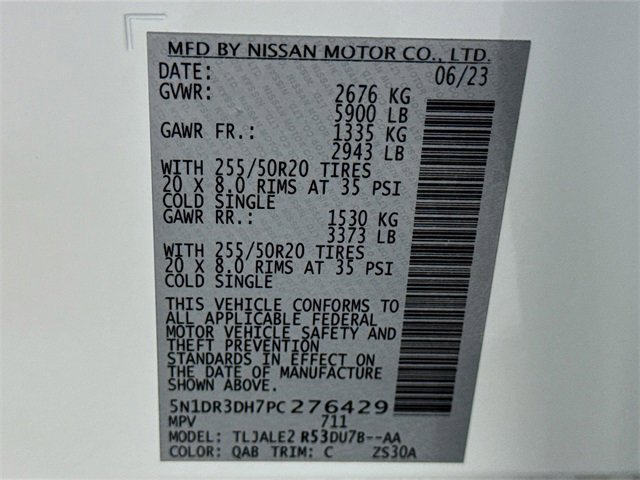 MFD BY NISSAN MOTOR CO., LTD.
DATE: 06/23
GVWR: 2676 KG
5900 LB
GAWR FR.: 1335 KG
2943 LB
WITH 255/50R20 TIRES
20 X 8.0 RIMS AT 35 PSI
COLD SINGLE
GAWR RR.: 1530 KG
3373 LB
WITH 255/50R20 TIRES
20 X 8.0 RIMS AT 35 PSI
COLD SINGLE
THIS VEHICLE CONFORMS TO
ALL APPLICABLE FEDERAL
MOTOR VEHICLE SAFETY AND
THEFT PREVENTION
STANDARDS IN EFFECT ON
THE DATE OF MANUFACTURE
5N1DR3DH7PC276429
MPV 711
MODEL: TLJALE2 R53DU7B--AA
COLOR: QAB TRIM: C ZS30A